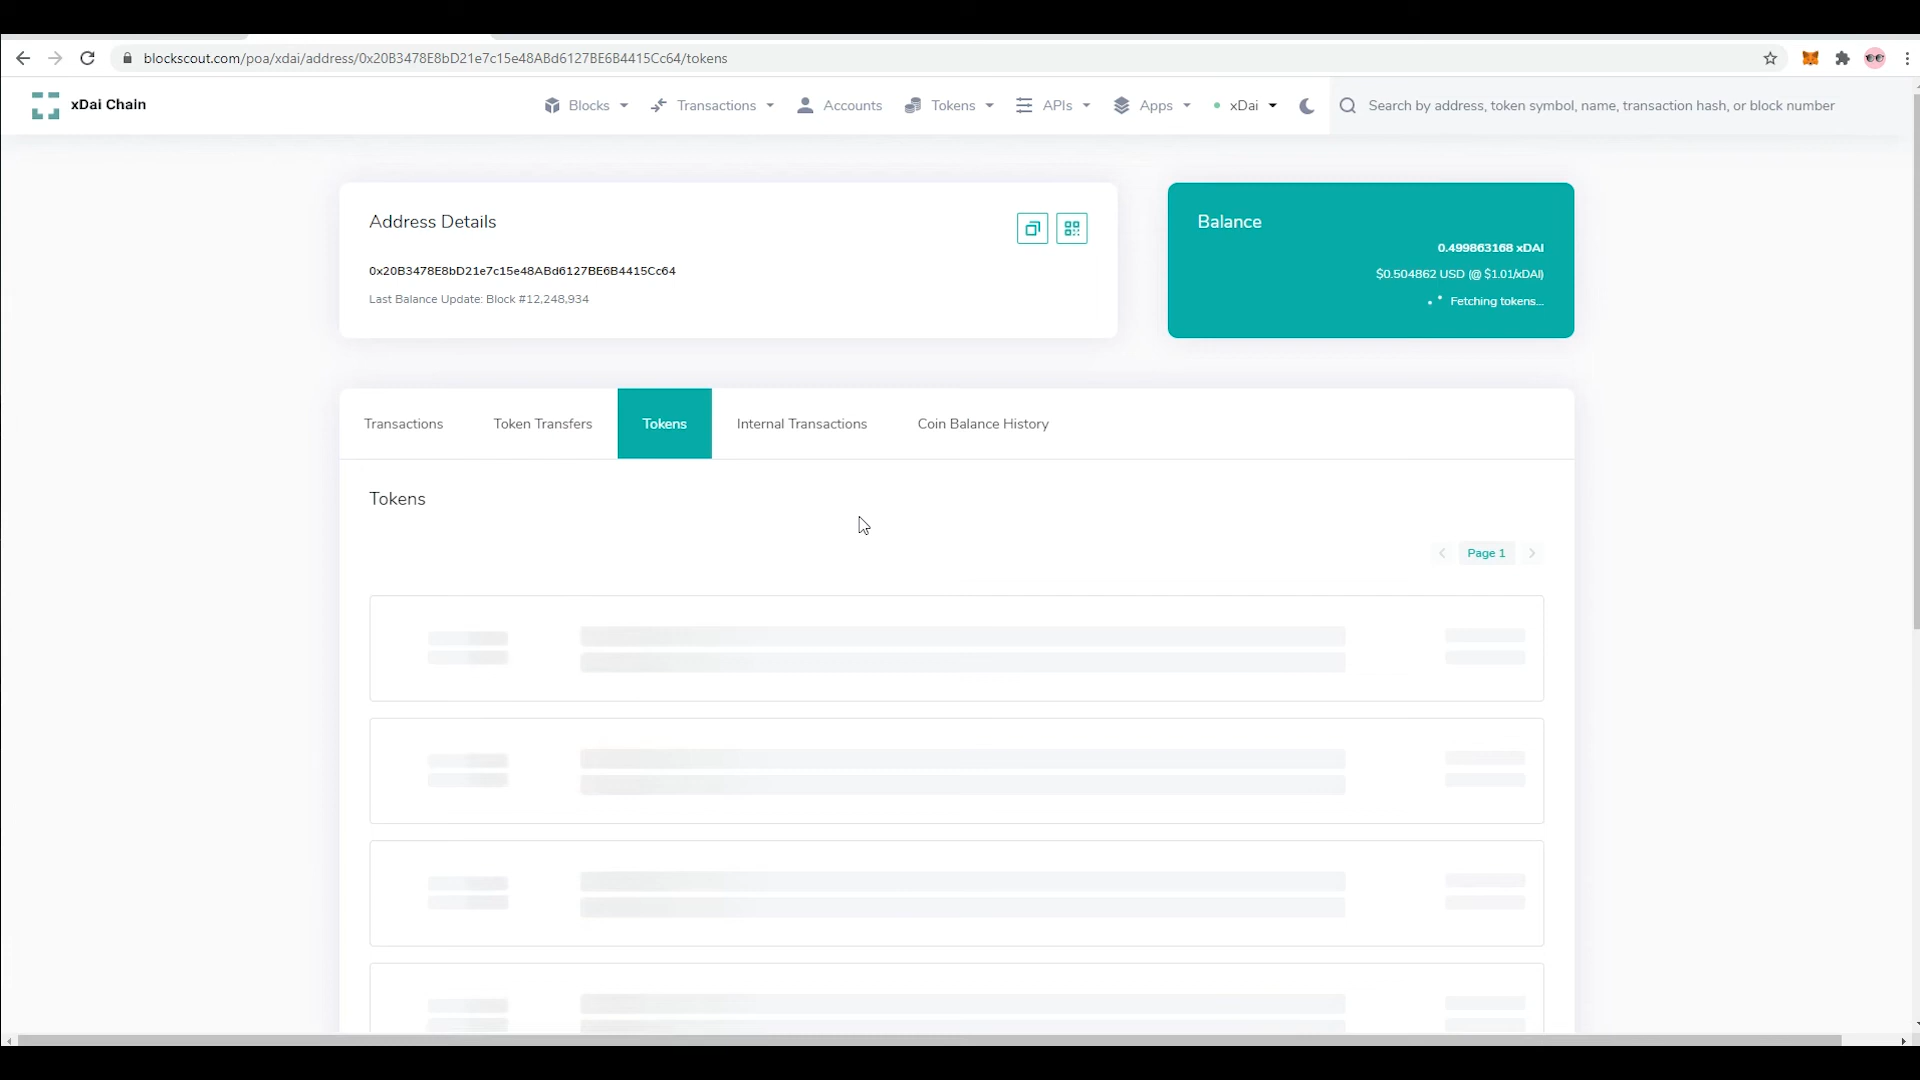 blockscout.com/poa/xdai/address/0x20B3478E8bD21e7c15e48ABd6127BE6B4415Cc64/tokens
xDai Chain
Blocks
Transactions
Accounts
Tokens
APIs
Apps
xDai
Search by address, token symbol, name, transaction hash, or block number
Address Details
0x20B3478E8bD21e7c15e48ABd6127BE6B4415Cc64
Last Balance Update: Block #12,248,934
Balance
0.499863168 xDAI
$0.504862 USD (@ $1.01/xDAI)
Fetching tokens...
Transactions
Token Transfers
Tokens
Internal Transactions
Coin Balance History
Tokens
Page 1